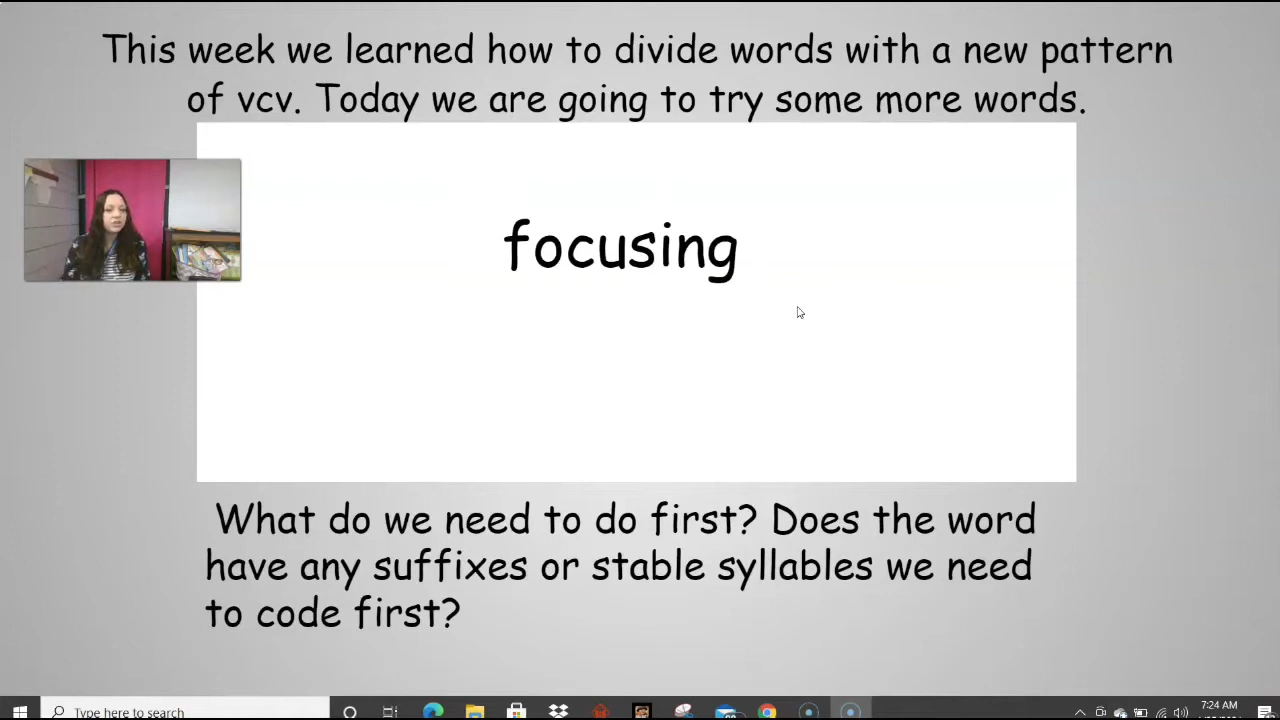 This week we learned how to divide words with a new pattern
of vcv. Today we are going to try some more words.
focusing
What do we need to do first? Does the word
have any suffixes or stable syllables we need
to code first?
Type here to search
7:24 AM